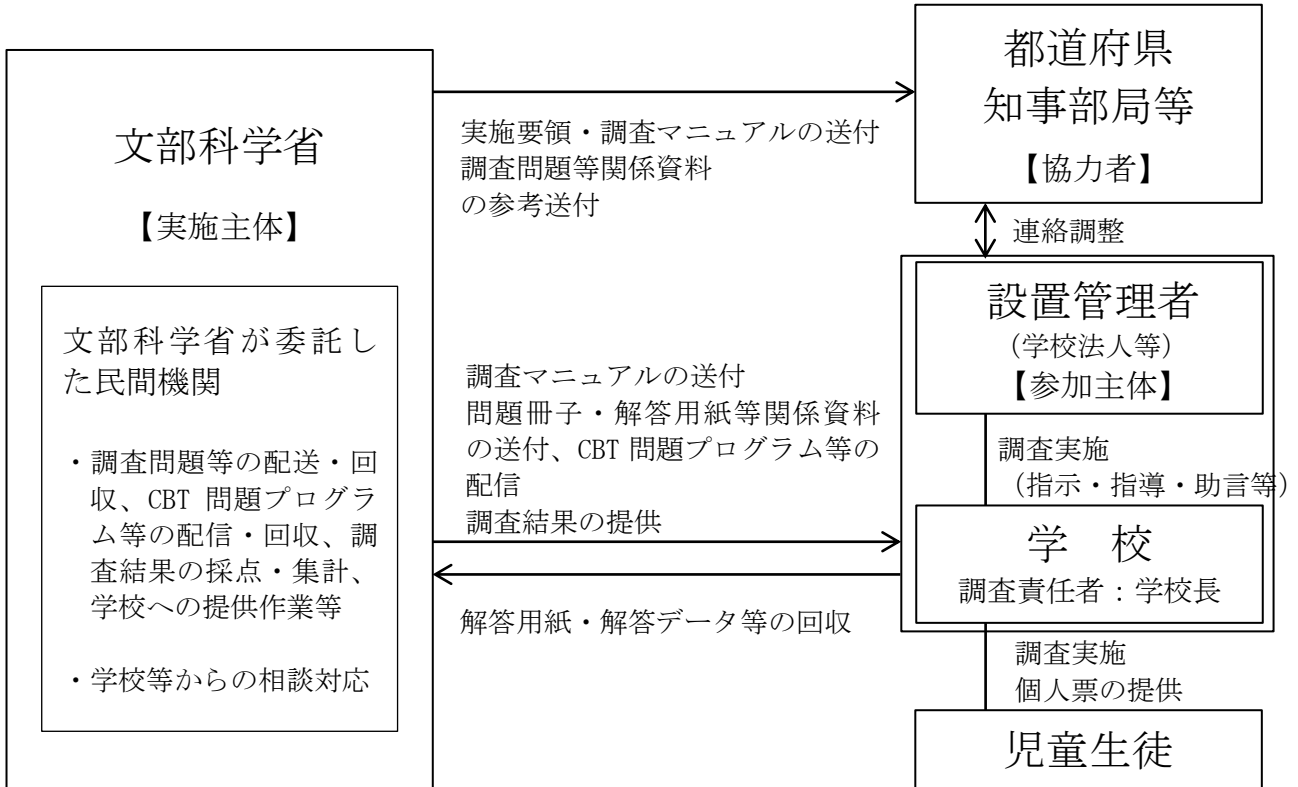 文部科学省
【実施主体】
文部科学省が委託し
た民間機関
・調査問題等の配送・回
収、CBT 問題プログラ
ム等の配信・回収、調
査結果の採点・集計、
学校への提供作業等
・学校等からの相談対応
実施要領・調査マニュアルの送付
調査問題等関係資料
の参考送付
調査マニュアルの送付
問題冊子・解答用紙等関係資料
の送付、CBT 問題プログラム等の
配信
調査結果の提供
解答用紙・解答データ等の回収
都道府県
知事部局等
【協力者】
連絡調整
設置管理者
（学校法人等）
【参加主体】
調査実施
（指示・指導・助言等）
学　校
調査責任者：学校長
調査実施
個人票の提供
児童生徒